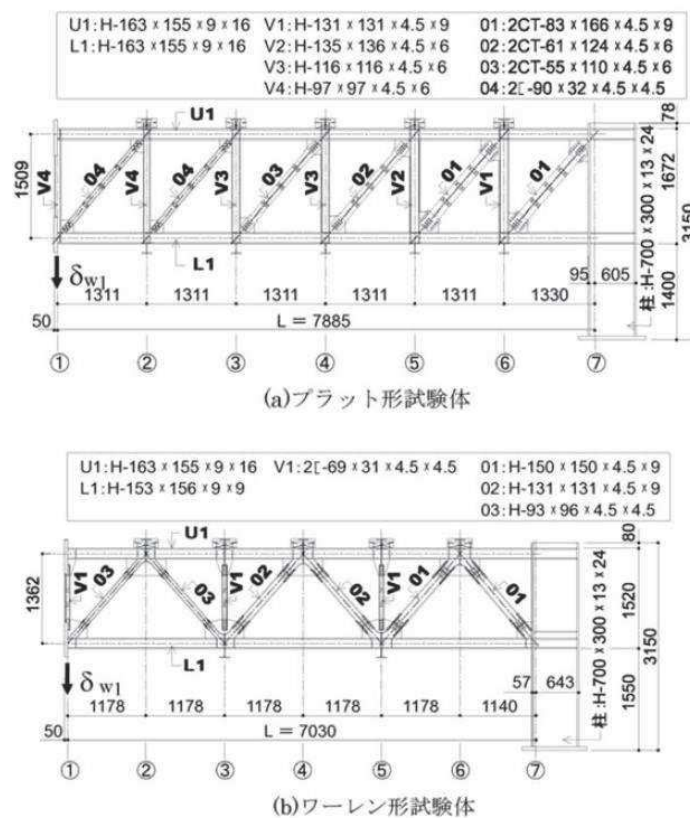 U1:H-163 x 155 x 9 x 16 V1:H-131 x 131 x 4.5 x 9 01:2CT-83 x 166 x 4.5 x 9
L1:H-163 x 155 x 9 x 16 V2:H-135 x 136 x 4.5 x 6 02:2CT-61 x 124 x 4.5 x 6
V3:H-116 x 116 x 4.5 x 6 03:2CT-55 x 110 x 4.5 x 6
V4:H-97 x 97 x 4.5 x 6 04:2[-90 x 32 x 4.5 x 4.5
U1
78
1509
V4 04 V4 04 V3 03 V3 02 V2 01 V1 01
1672
3150
柱:H-700 x 300 x 13 x 24
L1
δw1
1311 1311 1311 1311 1311 1330
95 605
1400
50
L = 7885
① ② ③ ④ ⑤ ⑥ ⑦
(a)プラット形試験体
U1:H-163 x 155 x 9 x 16 V1:2[-69 x 31 x 4.5 x 4.5 01:H-150 x 150 x 4.5 x 9
L1:H-153 x 156 x 9 x 9 02:H-131 x 131 x 4.5 x 9
03:H-93 x 96 x 4.5 x 4.5
U1
80
1362
V1 03 03 V1 02 02 V1 01 01
1520
3150
柱:H-700 x 300 x 13 x 24
L1
δw1
57 643
1550
1178 1178 1178 1178 1178 1140
50
L = 7030
① ② ③ ④ ⑤ ⑥ ⑦
(b)ワーレン形試験体